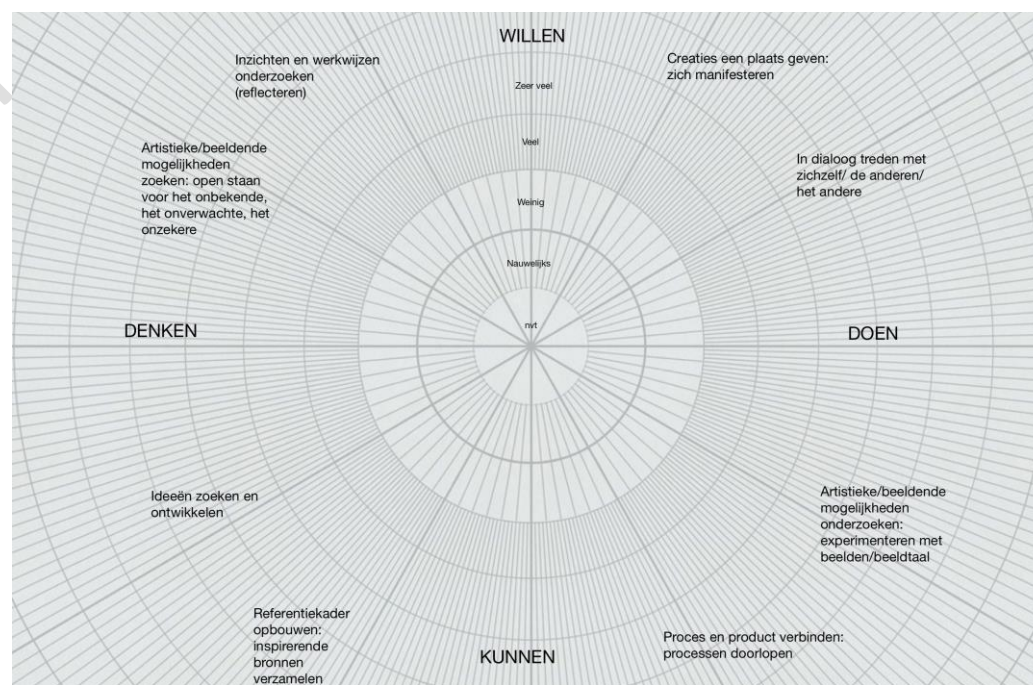 WILLEN
Inzichten en werkwijzen
onderzoeken
(reflecteren)
Creaties een plaats geven:
zich manifesteren
Zeer veel
Veel
Artistieke/beeldende
mogelijkheden
zoeken: open staan
voor het onbekende,
het onverwachte, het
onzekere
In dialoog treden met
zichzelf/ de anderen/
het andere
Weinig
Nauwelijks
nvt
DENKEN
DOEN
Ideeën zoeken en
ontwikkelen
Artistieke/beeldende
mogelijkheden
onderzoeken:
experimenteren met
beelden/beeldtaal
Referentiekader
opbouwen:
inspirerende
bronnen
verzamelen
KUNNEN
Proces en product verbinden:
processen doorlopen